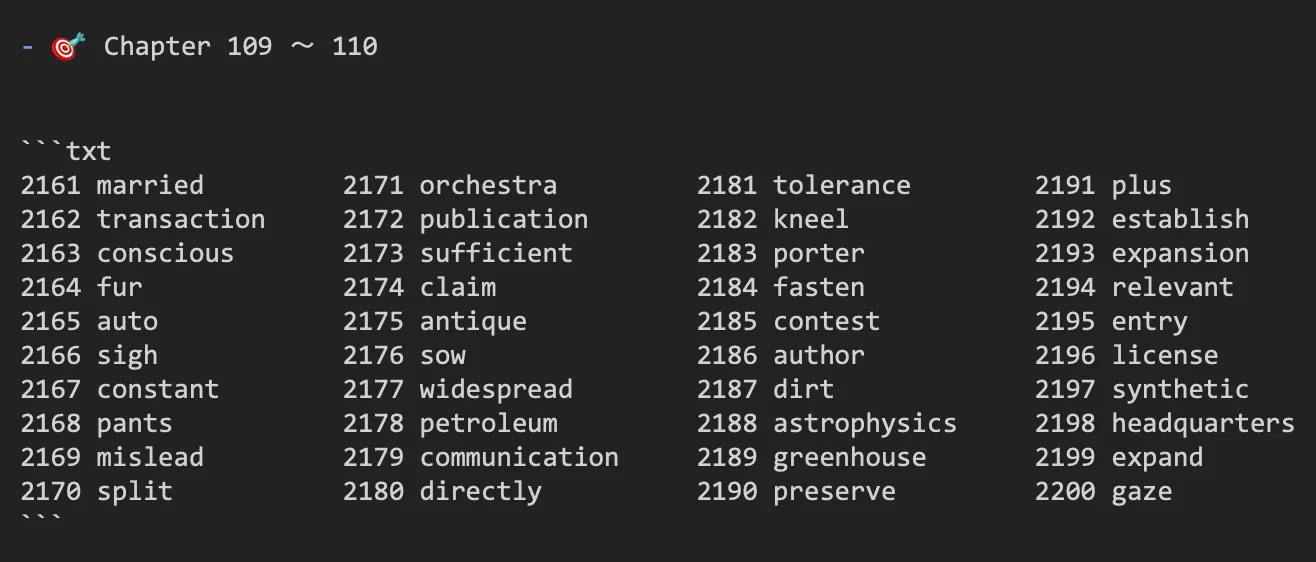 - 🎯 Chapter 109 ～ 110
```txt
2161 married         2171 orchestra         2181 tolerance        2191 plus
2162 transaction     2172 publication       2182 kneel            2192 establish
2163 conscious       2173 sufficient        2183 porter           2193 expansion
2164 fur             2174 claim             2184 fasten           2194 relevant
2165 auto            2175 antique           2185 contest          2195 entry
2166 sigh            2176 sow               2186 author           2196 license
2167 constant        2177 widespread        2187 dirt             2197 synthetic
2168 pants           2178 petroleum         2188 astrophysics     2198 headquarters
2169 mislead         2179 communication     2189 greenhouse       2199 expand
2170 split           2180 directly          2190 preserve         2200 gaze
```